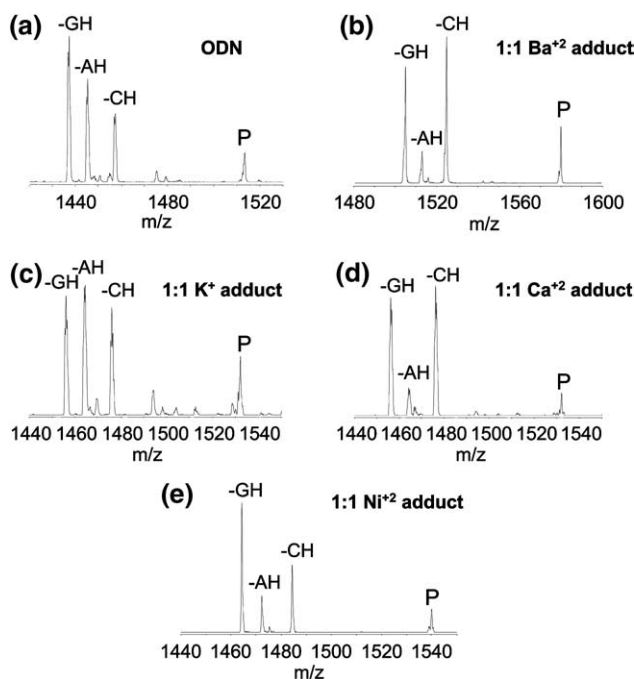 (a) -GH ODN
-AH
-CH
P
1440 1480 1520
m/z
(b) 1:1 Ba+2 adduct
-CH
-GH
-AH
P
1480 1520 1560 1600
m/z
(c) -AH
-GH 1:1 K+ adduct
-CH
P
1440 1460 1480 1500 1520 1540
m/z
(d) -CH 1:1 Ca+2 adduct
-GH
-AH
P
1440 1460 1480 1500 1520 1540
m/z
(e) -GH 1:1 Ni+2 adduct
-CH
-AH
P
1440 1460 1480 1500 1520 1540
m/z